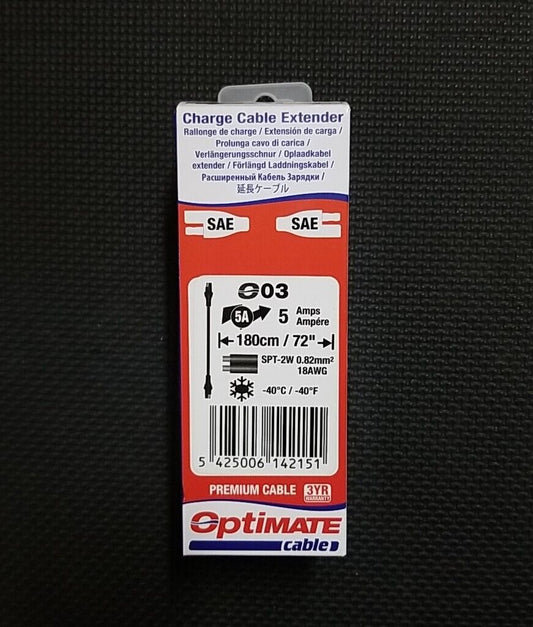 Charge Cable Extender
Rallonge de charge / Extensión de carga /
Prolunga cavo di carica /
Verlängerungsschnur / Oplaadkabel
extender / Förlängd Laddningskabel /
Расширенный Кабель Зарядки /
延長ケーブル
SAE SAE
O03
5A 5 Amps
Ampére
180cm / 72"
SPT-2W 0.82mm²
18AWG
-40°C / -40°F
5 425006 142151
PREMIUM CABLE 3YR
WARRANTY
OptiMATE
cable